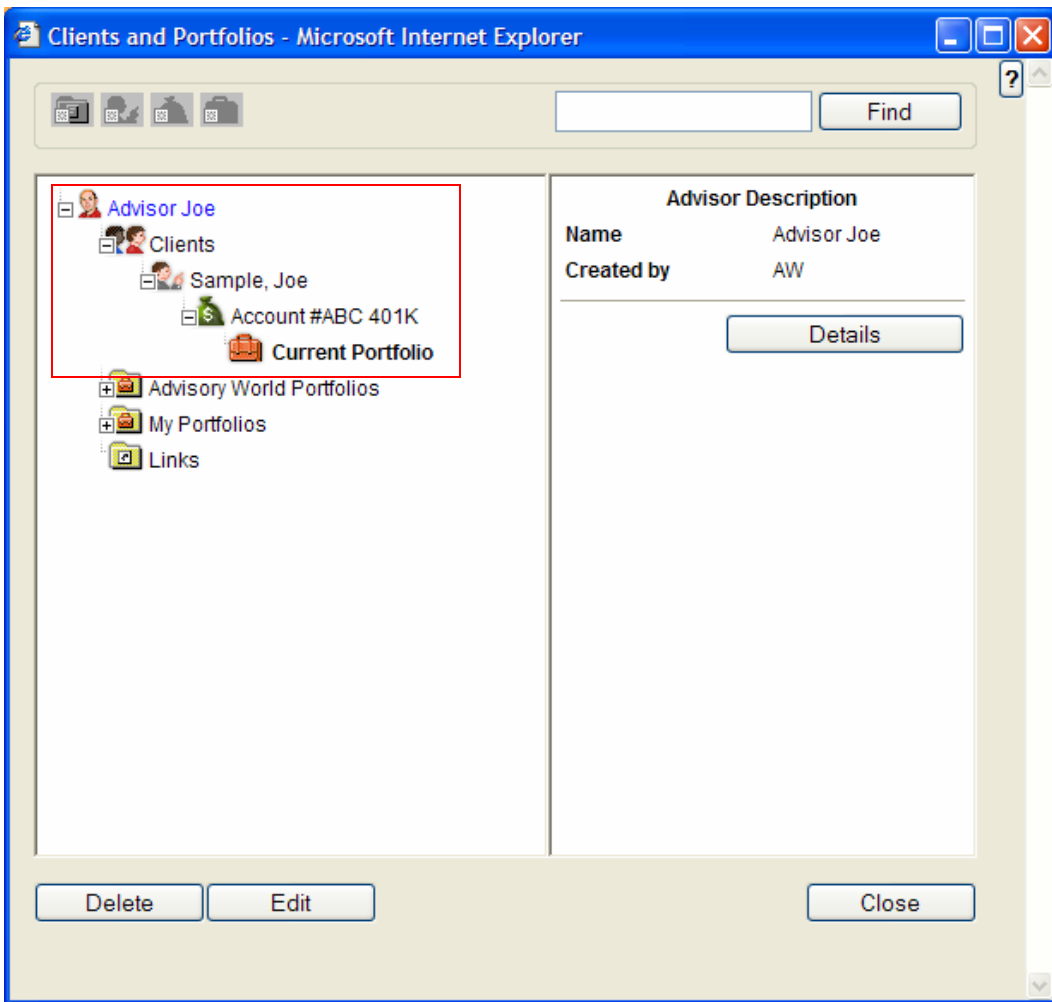 Clients and Portfolios - Microsoft Internet Explorer
?
Find
Advisor Joe
Clients
Sample, Joe
Account #ABC 401K
Current Portfolio
Advisory World Portfolios
My Portfolios
Links
Advisor Description
Name Advisor Joe
Created by AW
Details
Delete Edit Close